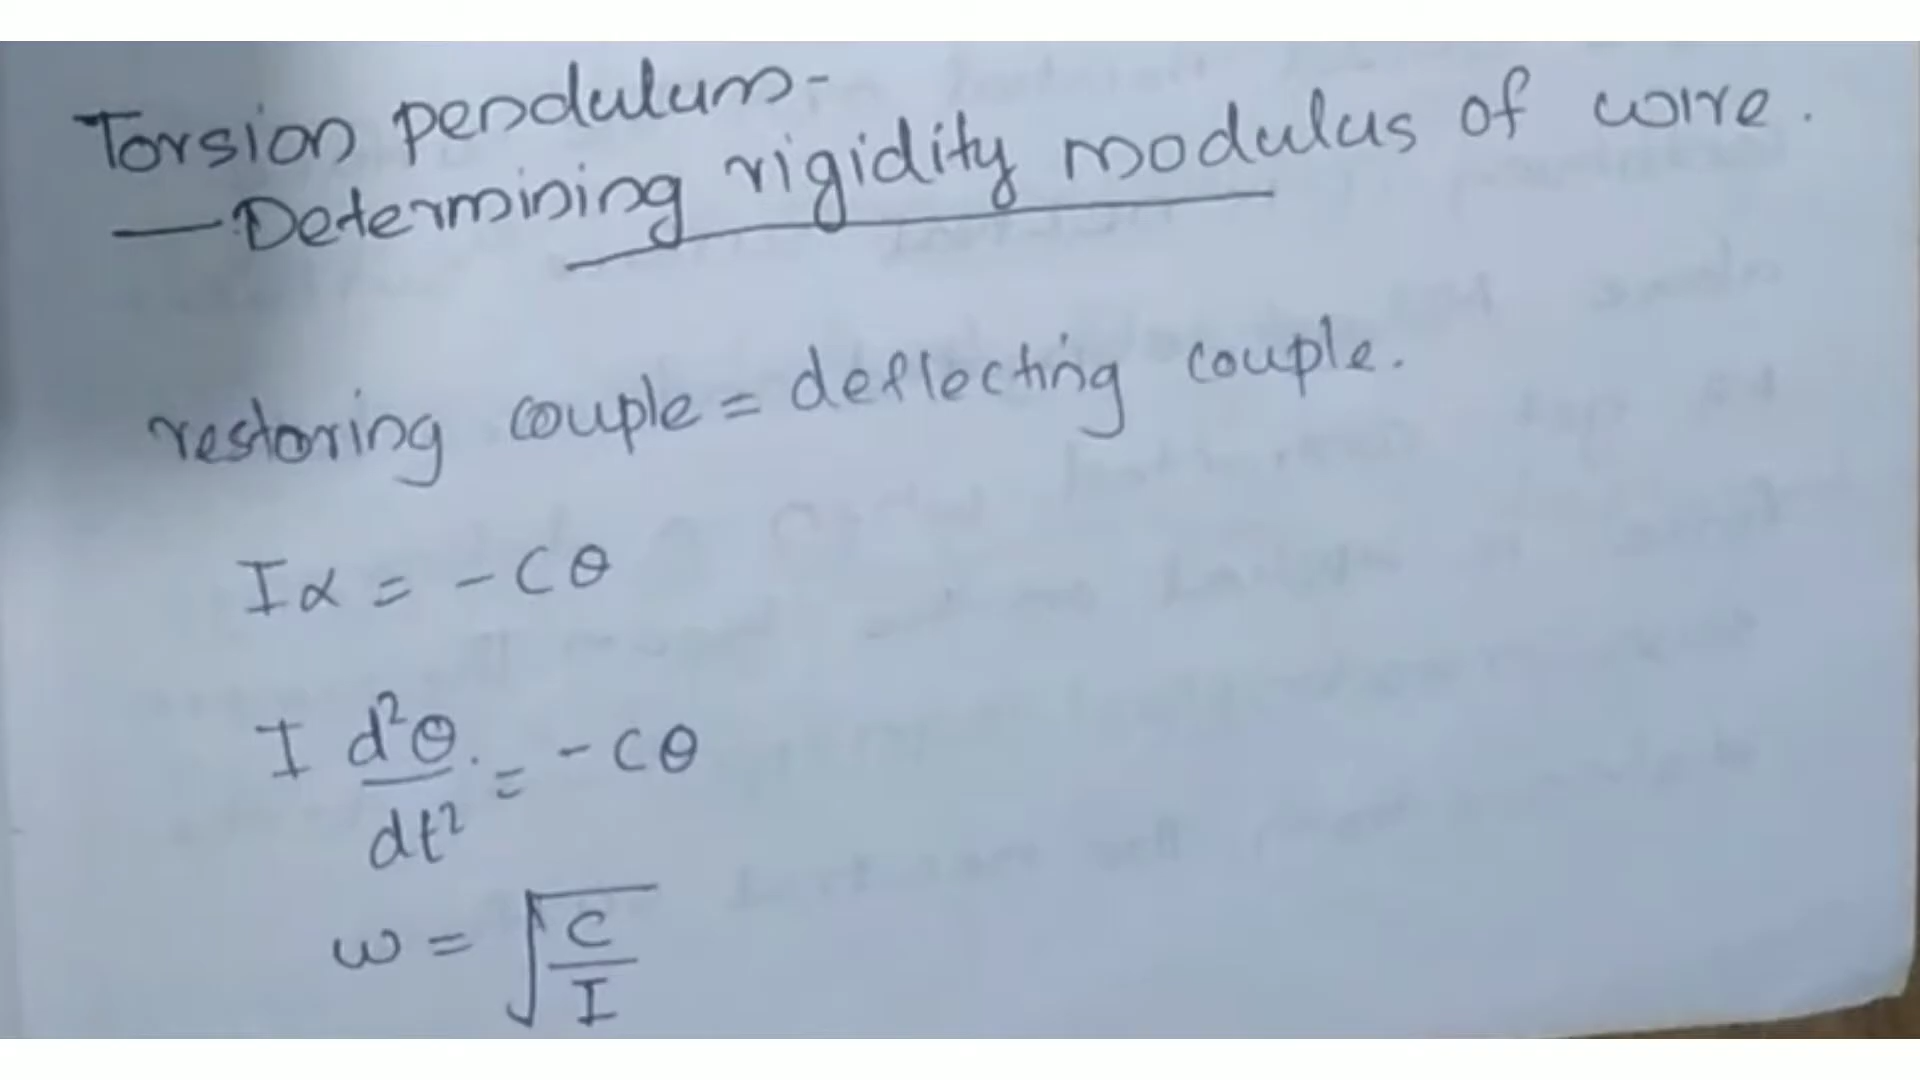 Torsion pendulum-
— Determining rigidity modulus of wire.
restoring couple = deflecting couple.
Iα = - Cθ
I d²θ/dt² = - Cθ
ω = √(C/I)